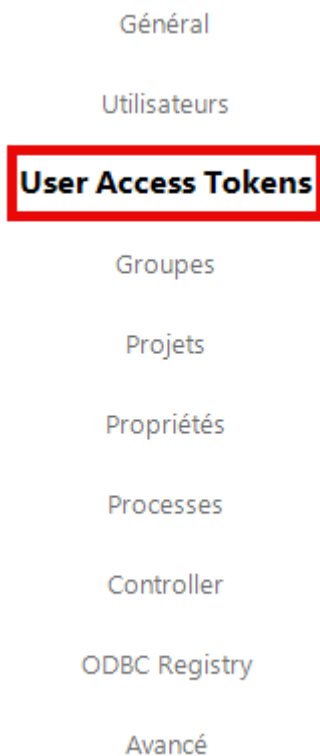 Général
Utilisateurs
User Access Tokens
Groupes
Projets
Propriétés
Processes
Controller
ODBC Registry
Avancé